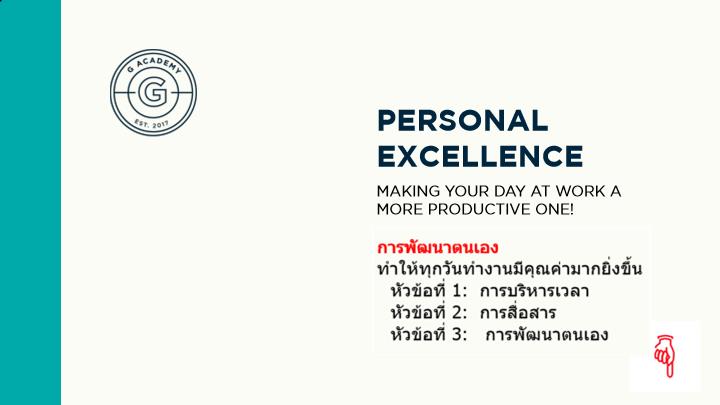 G ACADEMY
G
EST. 2017
PERSONAL
EXCELLENCE
MAKING YOUR DAY AT WORK A
MORE PRODUCTIVE ONE!
การพัฒนาตนเอง
ทำให้ทุกวันทำงานมีคุณค่ามากยิ่งขึ้น
หัวข้อที่ 1: การบริหารเวลา
หัวข้อที่ 2: การสื่อสาร
หัวข้อที่ 3: การพัฒนาตนเอง